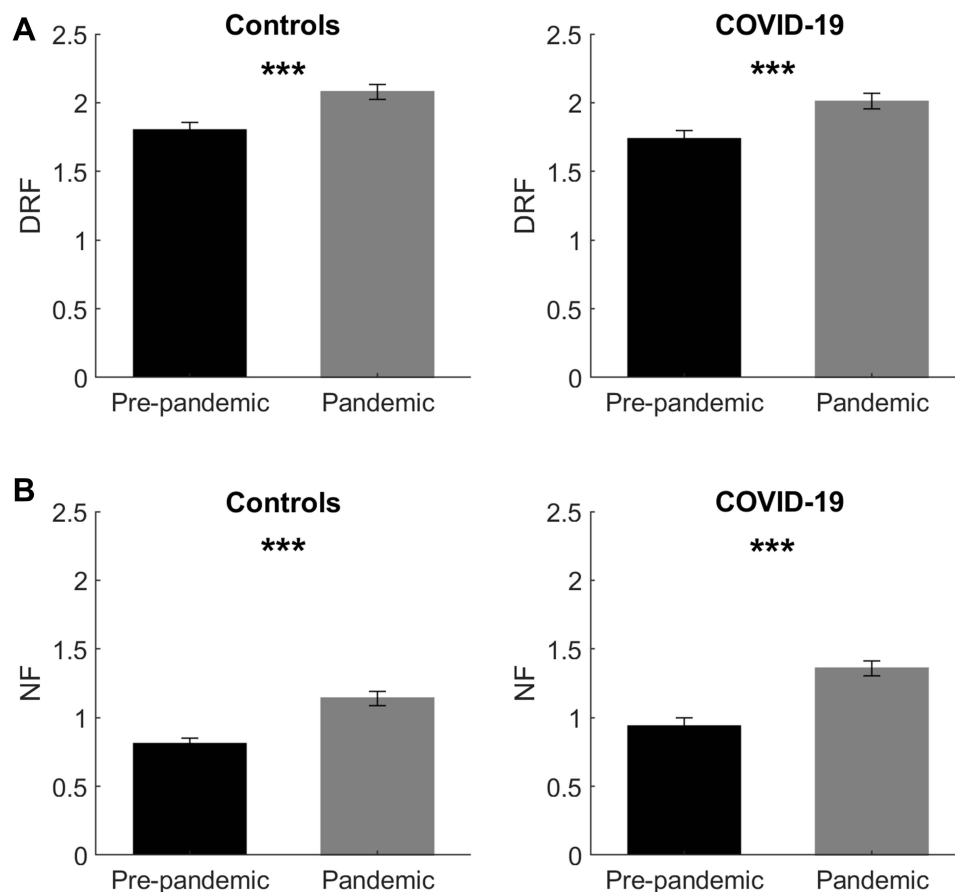 A
Controls
COVID-19
***
***
2.5
2
1.5
1
0.5
0
DRF
Pre-pandemic
Pandemic
2.5
2
1.5
1
0.5
0
DRF
Pre-pandemic
Pandemic
B
Controls
COVID-19
***
***
2.5
2
1.5
1
0.5
0
NF
Pre-pandemic
Pandemic
2.5
2
1.5
1
0.5
0
NF
Pre-pandemic
Pandemic